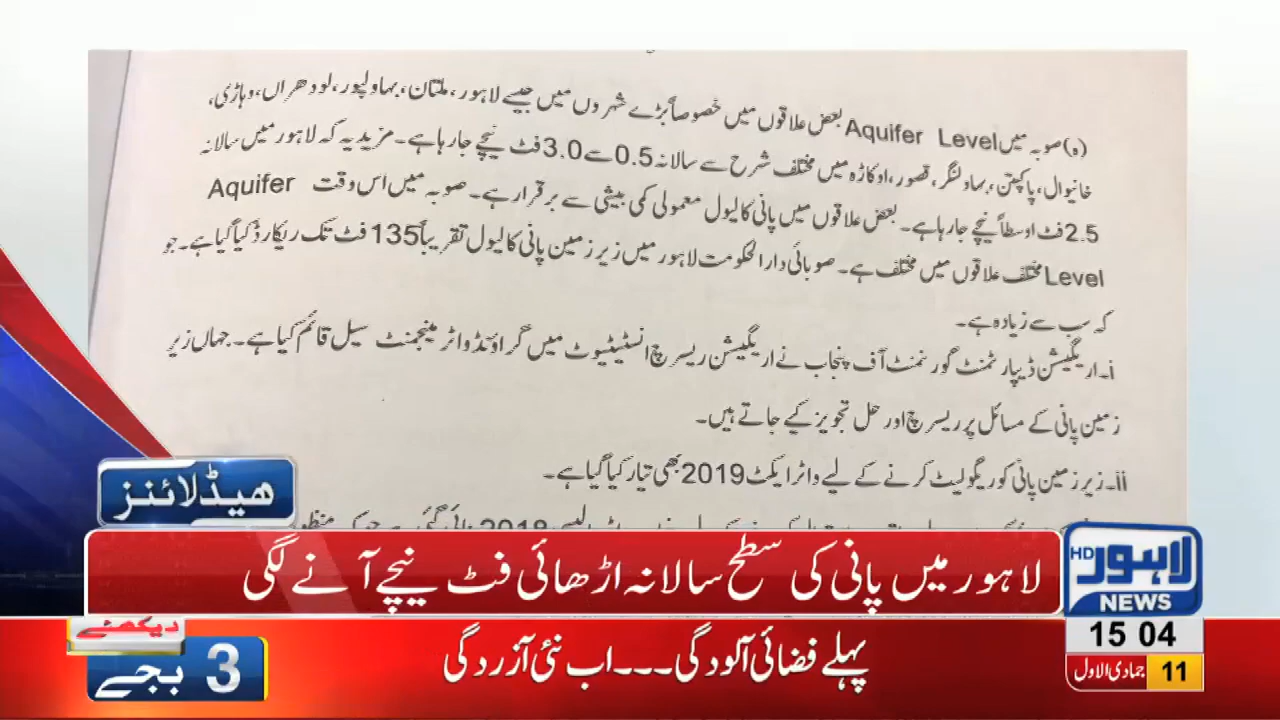 (ہ) صوبہ میں Aquifer Level بعض علاقوں میں خصوصاً بڑے شہروں میں جیسے لاہور، ملتان، بہاولپور، لودھراں، وہاڑی،
خانیوال، پاکپتن، بہاولنگر، قصور، اوکاڑہ میں مختلف شرح سے سالانہ 0.5 سے 3.0 فٹ نیچے جا رہا ہے۔ مزید یہ کہ لاہور میں سالانہ
2.5 فٹ اوسطاً نیچے جا رہا ہے۔ بعض علاقوں میں پانی کا لیول معمولی کمی بیشی سے برقرار ہے۔ صوبہ میں اس وقت Aquifer
Level مختلف علاقوں میں مختلف ہے۔ صوبائی دارالحکومت لاہور میں زیر زمین پانی کا لیول تقریباً 135 فٹ تک ریکارڈ کیا گیا ہے۔ جو
کہ سب سے زیادہ ہے۔
i۔ اریگیشن ڈیپارٹمنٹ گورنمنٹ آف پنجاب نے اریگیشن ریسرچ انسٹیٹیوٹ میں گراؤنڈ واٹر مینجمنٹ سیل قائم کیا ہے۔ جہاں زیر
زمین پانی کے مسائل پر ریسرچ اور حل تجویز کیے جاتے ہیں۔
ii۔ زیر زمین پانی کو ریگولیٹ کرنے کے لیے واٹر ایکٹ 2019 بھی تیار کیا گیا ہے۔
ھیڈلائنز
لاہور میں پانی کی سطح سالانہ اڑھائی فٹ نیچے آنے لگی
لاہور HD
NEWS
15 04
11 جمادی الاول
دیکھئے
3 بجے
پہلے فضائی آلودگی۔۔۔اب نئی آزردگی